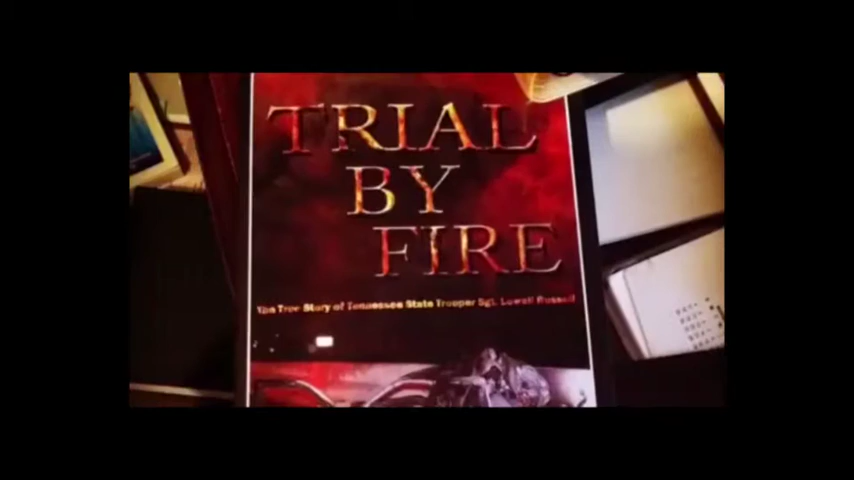 TRIAL
BY
FIRE
The True Story of Tennessee State Trooper Sgt. Lowell Russell